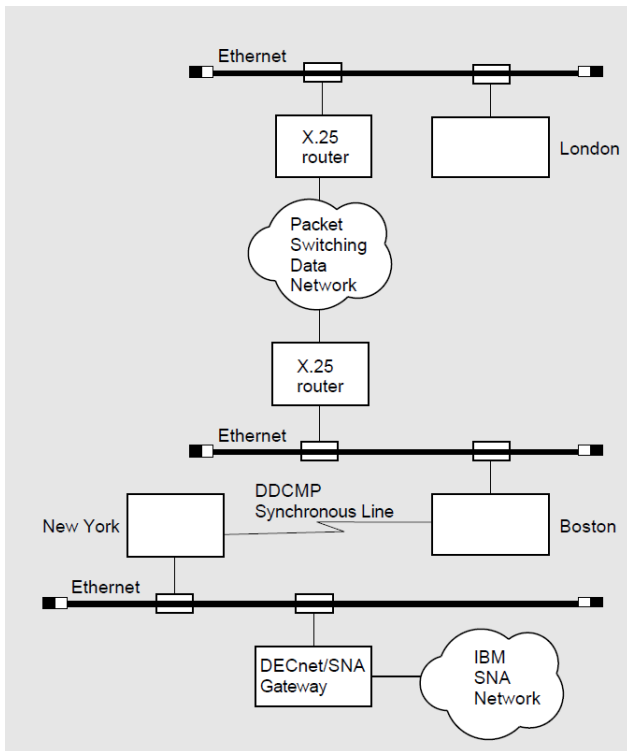 Ethernet
X.25
router
London
Packet
Switching
Data
Network
X.25
router
Ethernet
DDCMP
Synchronous Line
New York
Boston
Ethernet
DECnet/SNA
Gateway
IBM
SNA
Network